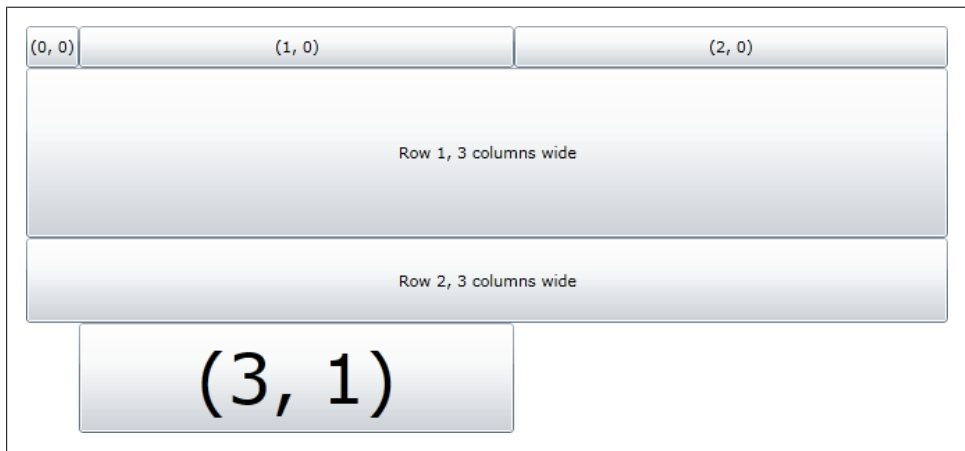 (0, 0)
(1, 0)
(2, 0)
Row 1, 3 columns wide
Row 2, 3 columns wide
(3, 1)